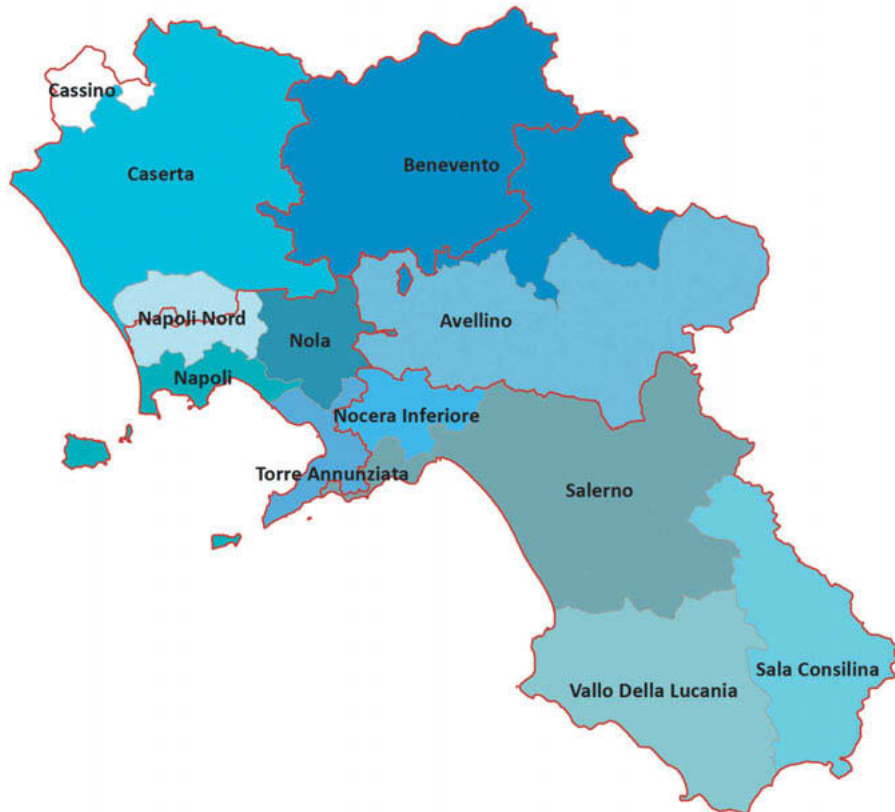 Cassino
Benevento
Caserta
Napoli Nord
Avellino
Nola
Napoli
Nocera Inferiore
Torre Annunziata
Salerno
Sala Consilina
Vallo Della Lucania